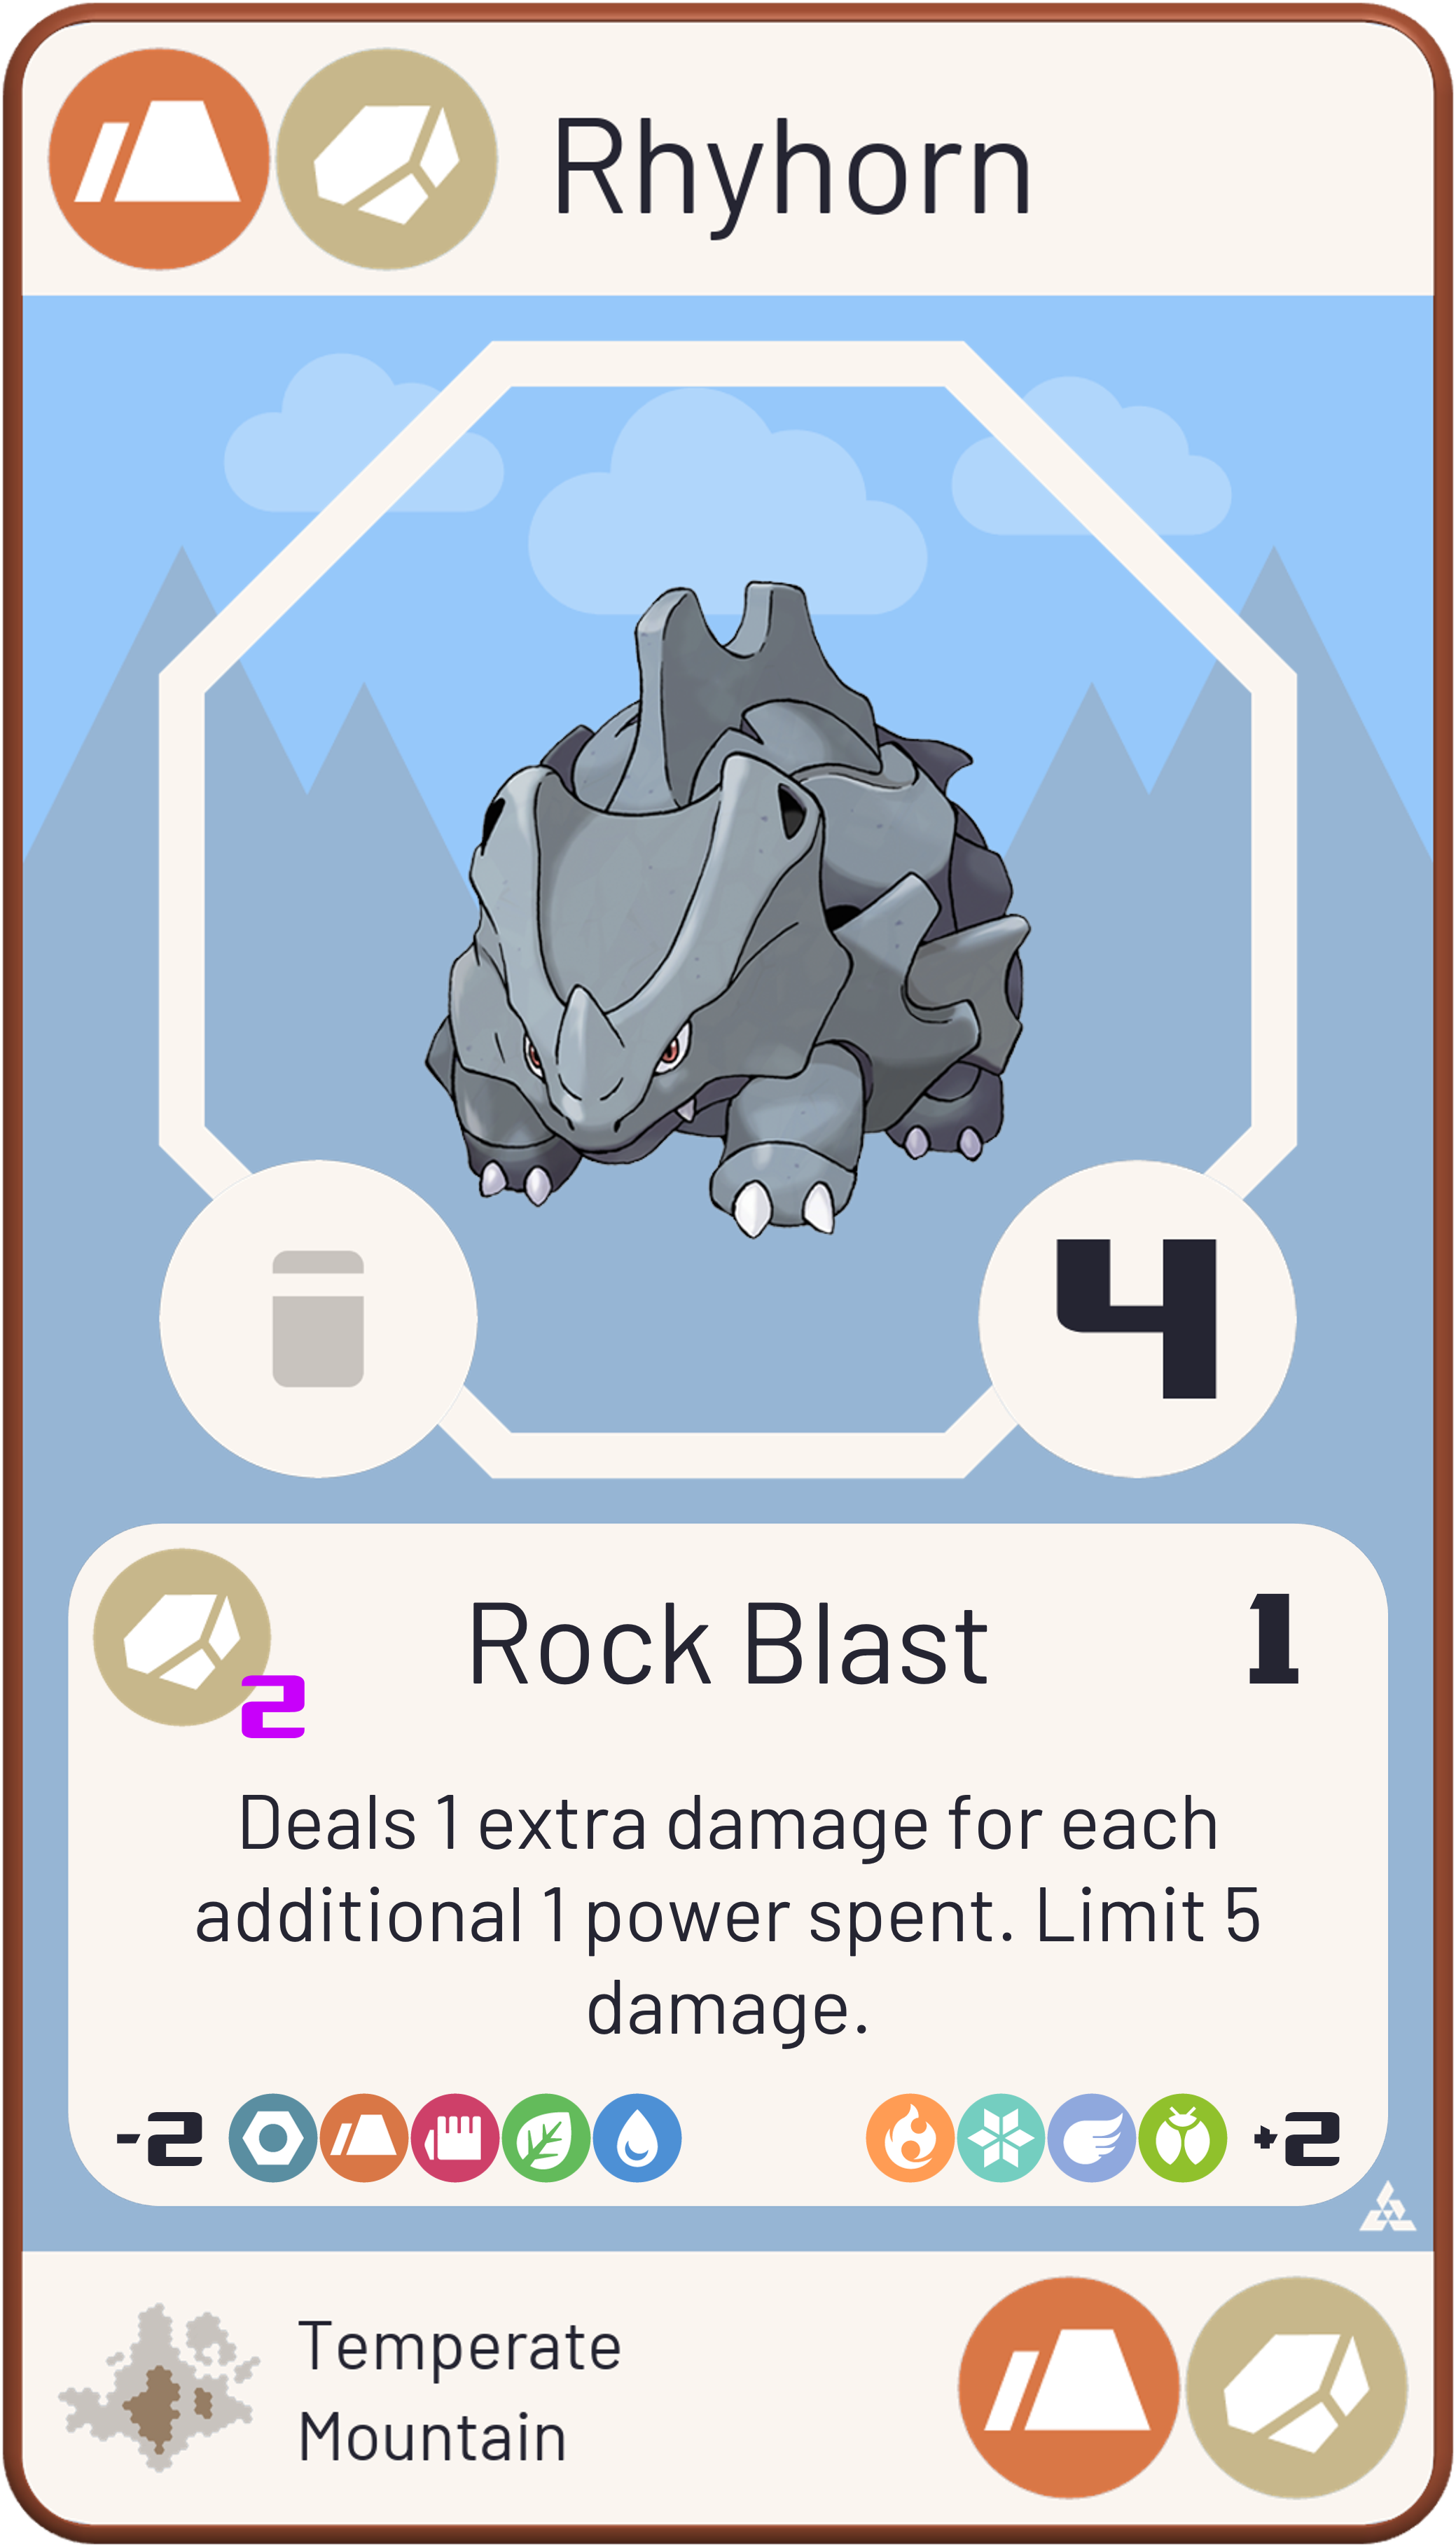 Rhyhorn
4
Rock Blast
1
2
Deals 1 extra damage for each
additional 1 power spent. Limit 5
damage.
-2
+2
Temperate
Mountain